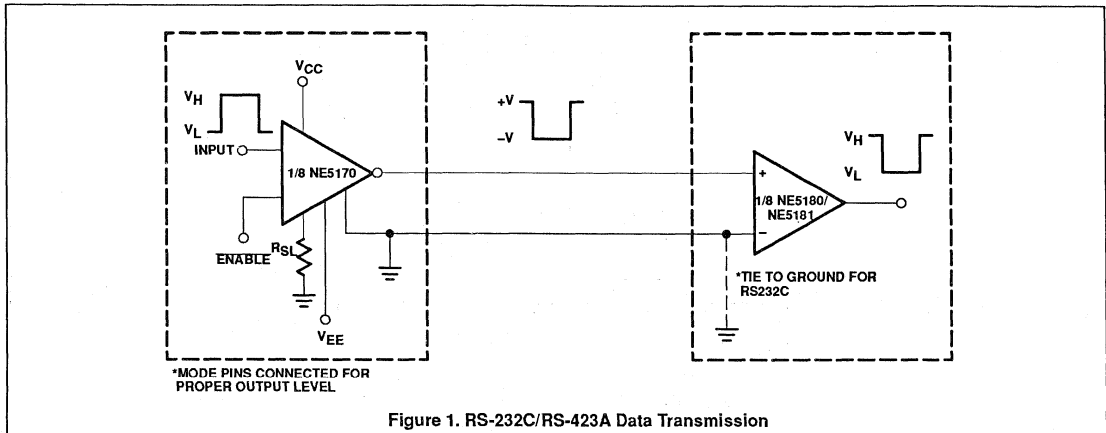 VCC
VH
VL
INPUT
1/8 NE5170
ENABLE
RSL
VEE
*MODE PINS CONNECTED FOR
PROPER OUTPUT LEVEL
+V
–V
VH
VL
+
1/8 NE5180/
NE5181
–
*TIE TO GROUND FOR
RS232C
Figure 1. RS-232C/RS-423A Data Transmission